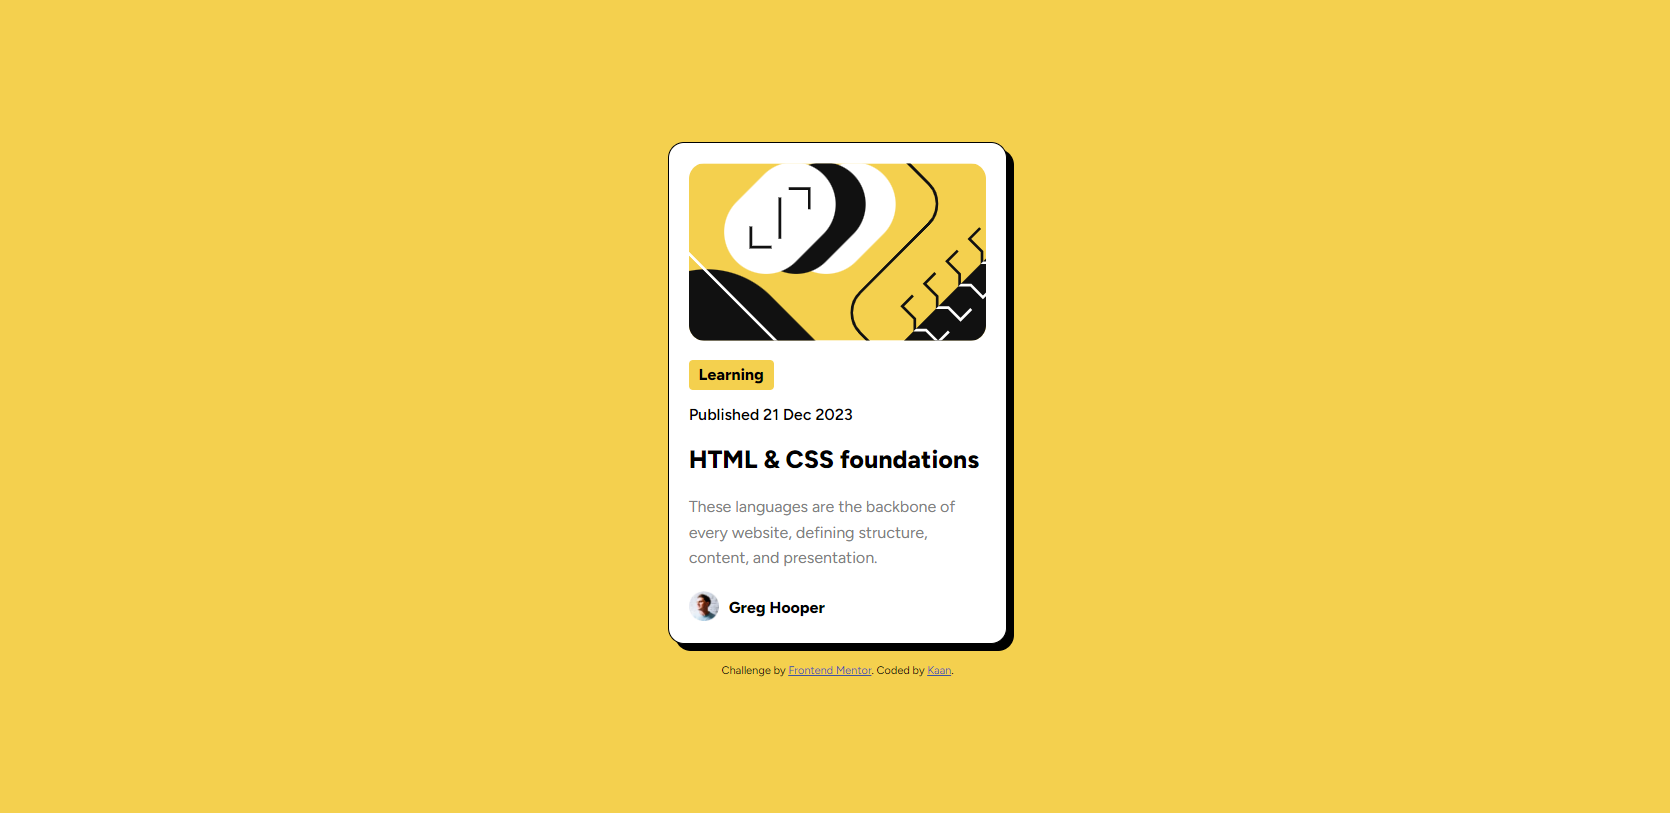 Learning
Published 21 Dec 2023
HTML & CSS foundations
These languages are the backbone of
every website, defining structure,
content, and presentation.
Greg Hooper
Challenge by Frontend Mentor. Coded by Kaan.